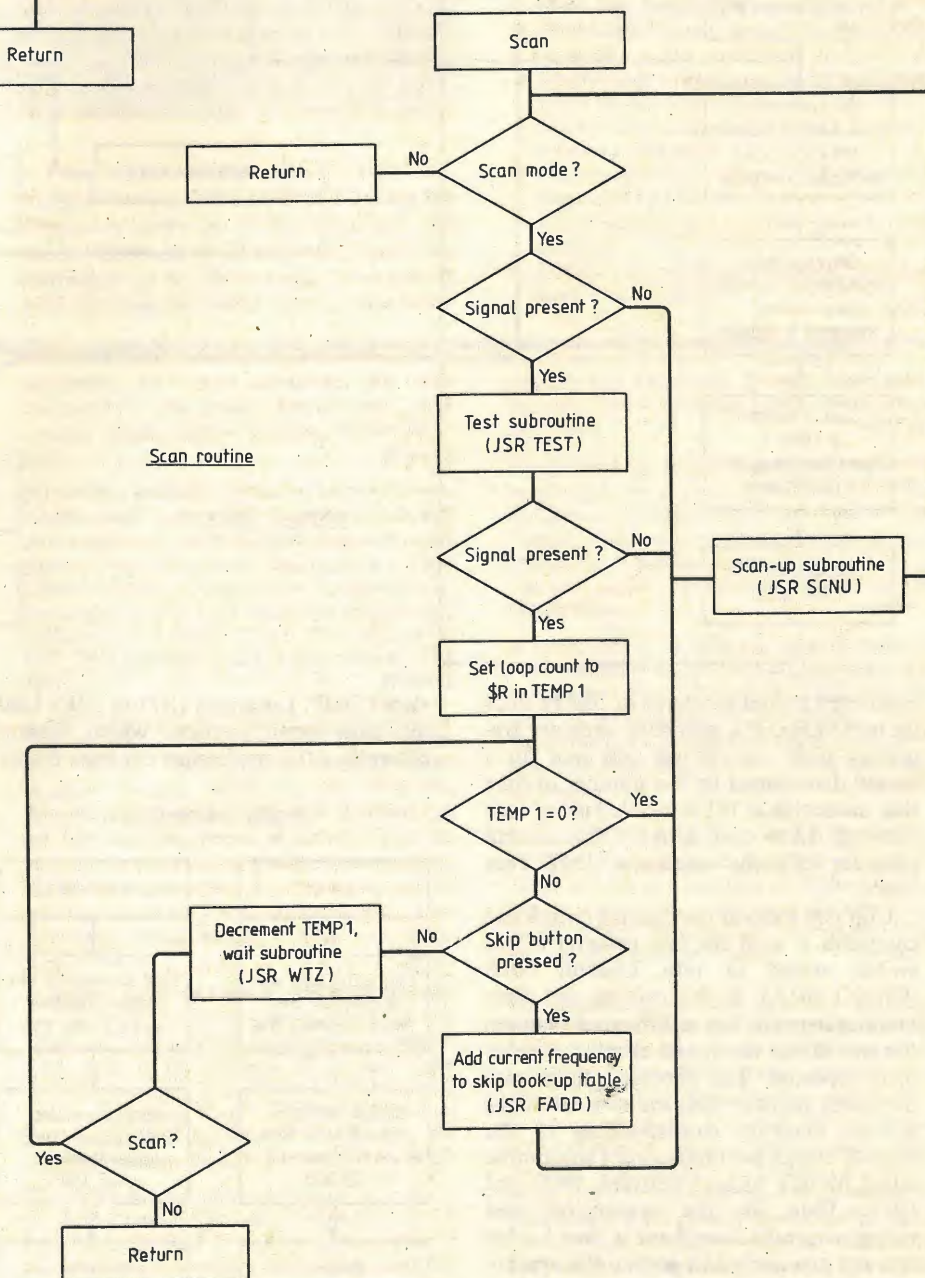 Return
Scan
Scan mode?
No
Return
Yes
Signal present?
No
Yes
Test subroutine
(JSR TEST)
Scan routine
Signal present?
No
Scan-up subroutine
(JSR SCNU)
Yes
Set loop count to
$R in TEMP 1
TEMP 1=0?
Yes
No
Skip button
pressed?
No
Decrement TEMP 1,
wait subroutine
(JSR WTZ)
Yes
Add current frequency
to skip look-up table
(JSR FADD)
Scan?
Yes
No
Return